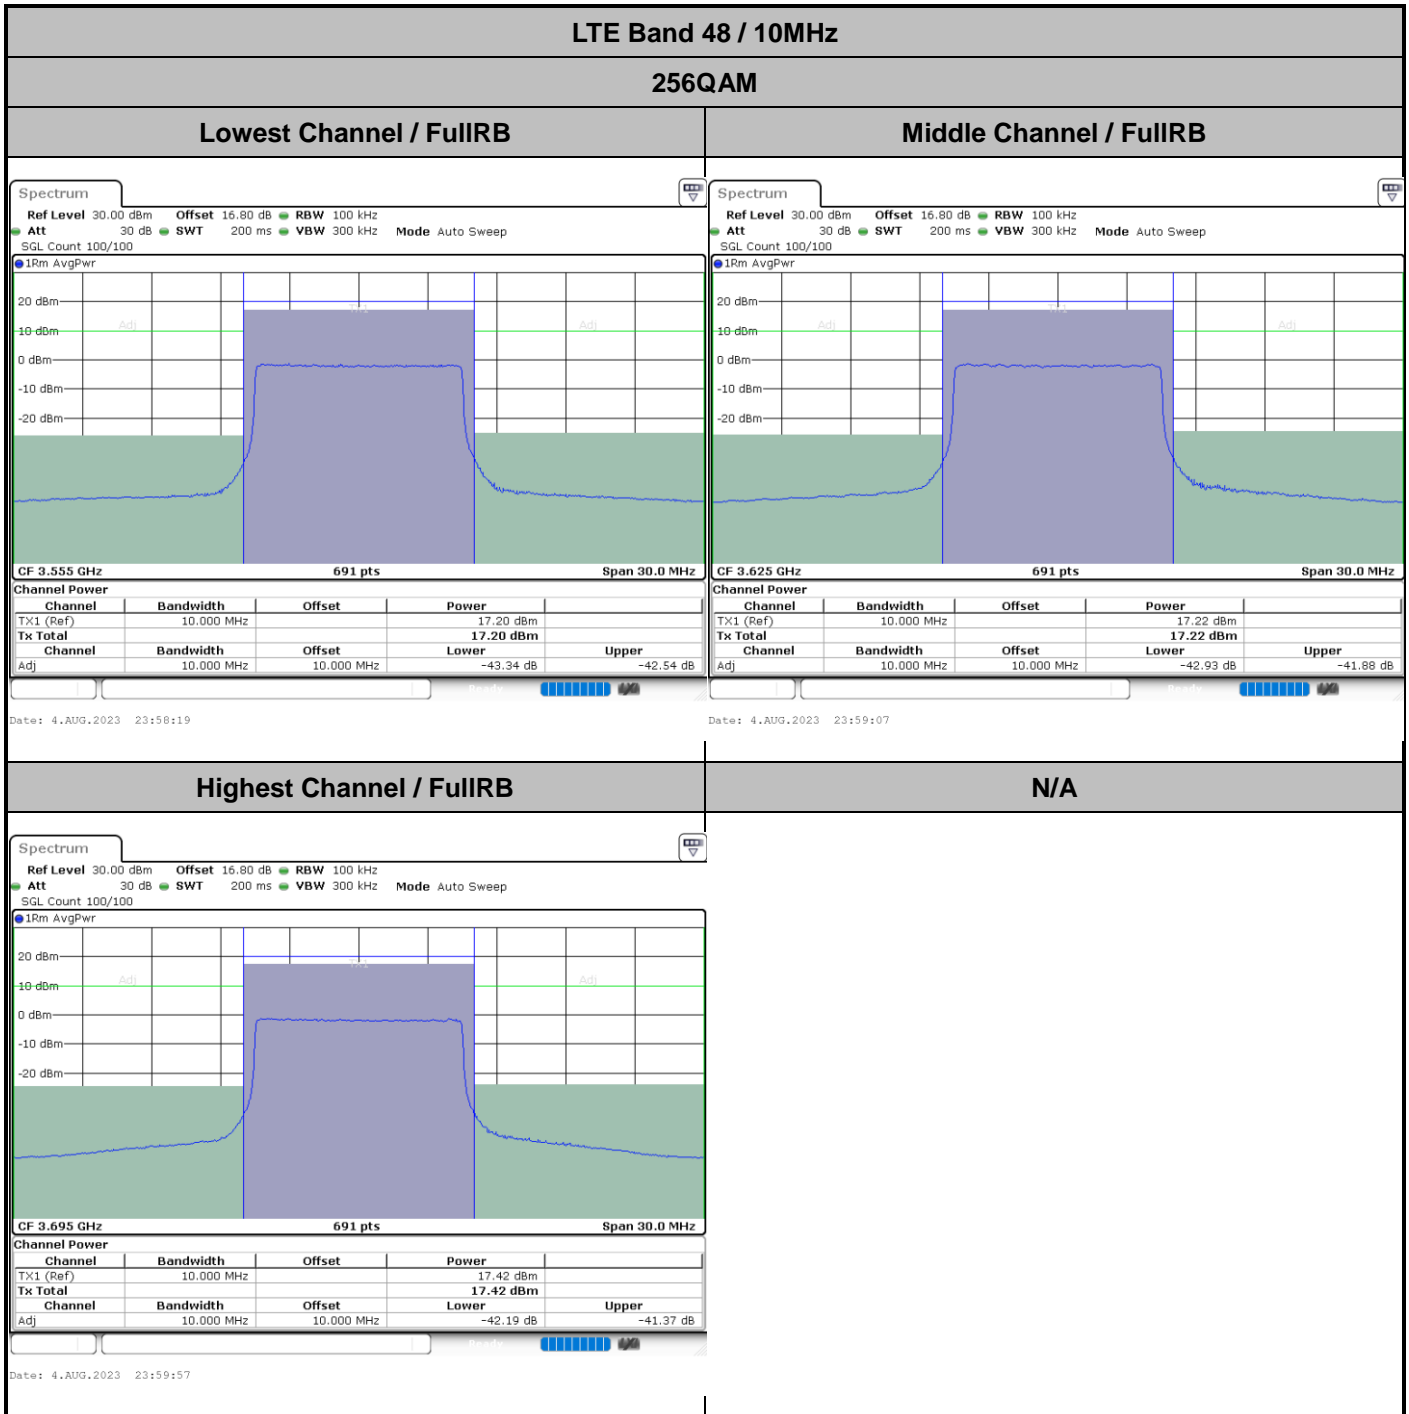 LTE Band 48 / 10MHz
256QAM
Lowest Channel / FullRB
Middle Channel / FullRB
Spectrum
Ref Level 30.00 dBm Offset 16.80 dB RBW 100 kHz
Att 30 dB SWT 200 ms VBW 300 kHz Mode Auto Sweep
SGL Count 100/100
1Rm AvgPwr
TX1
20 dBm
Adj
Adj
10 dBm
0 dBm
-10 dBm
-20 dBm
CF 3.555 GHz 691 pts Span 30.0 MHz
Channel Power
Channel Bandwidth Offset Power
TX1 (Ref) 10.000 MHz 17.20 dBm
Tx Total 17.20 dBm
Channel Bandwidth Offset Lower Upper
Adj 10.000 MHz 10.000 MHz -43.34 dB -42.54 dB
Ready
Date: 4.AUG.2023 23:58:19
Spectrum
Ref Level 30.00 dBm Offset 16.80 dB RBW 100 kHz
Att 30 dB SWT 200 ms VBW 300 kHz Mode Auto Sweep
SGL Count 100/100
1Rm AvgPwr
TX1
20 dBm
Adj
Adj
10 dBm
0 dBm
-10 dBm
-20 dBm
CF 3.625 GHz 691 pts Span 30.0 MHz
Channel Power
Channel Bandwidth Offset Power
TX1 (Ref) 10.000 MHz 17.22 dBm
Tx Total 17.22 dBm
Channel Bandwidth Offset Lower Upper
Adj 10.000 MHz 10.000 MHz -42.93 dB -41.88 dB
Ready
Date: 4.AUG.2023 23:59:07
Highest Channel / FullRB
N/A
Spectrum
Ref Level 30.00 dBm Offset 16.80 dB RBW 100 kHz
Att 30 dB SWT 200 ms VBW 300 kHz Mode Auto Sweep
SGL Count 100/100
1Rm AvgPwr
TX1
20 dBm
Adj
Adj
10 dBm
0 dBm
-10 dBm
-20 dBm
CF 3.695 GHz 691 pts Span 30.0 MHz
Channel Power
Channel Bandwidth Offset Power
TX1 (Ref) 10.000 MHz 17.42 dBm
Tx Total 17.42 dBm
Channel Bandwidth Offset Lower Upper
Adj 10.000 MHz 10.000 MHz -42.19 dB -41.37 dB
Ready
Date: 4.AUG.2023 23:59:57